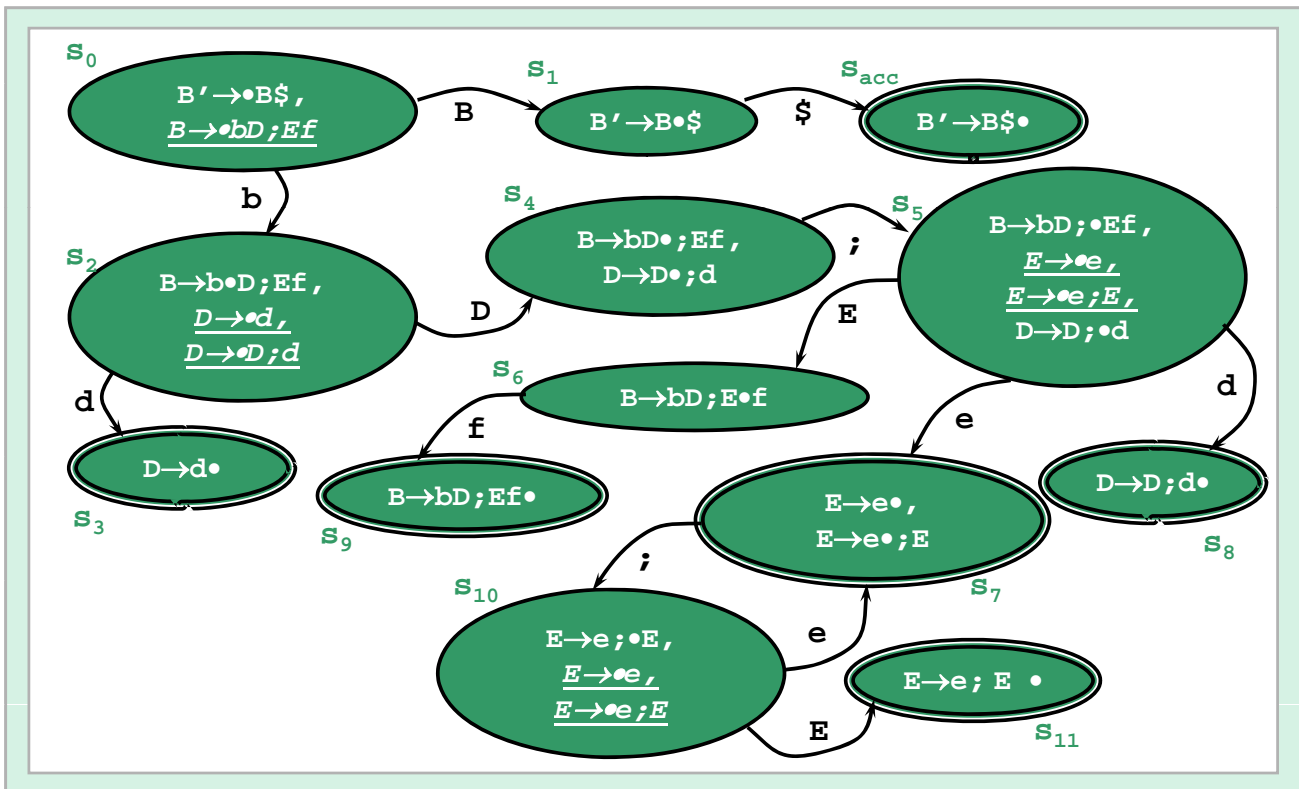 S0
B′→•B$,
B→•bD;Ef
B
S1
B′→B•$
$
Sacc
B′→B$•
b
S2
B→b•D;Ef,
D→•d,
D→•D;d
D
S4
B→bD•;Ef,
D→D•;d
;
S5
B→bD;•Ef,
E→•e,
E→•e;E,
D→D;•d
E
d
S3
D→d•
S6
B→bD;E•f
f
S9
B→bD;Ef•
e
d
S8
D→D;d•
S7
E→e•,
E→e•;E
;
S10
E→e;•E,
E→•e,
E→•e;E
e
E
S11
E→e; E •